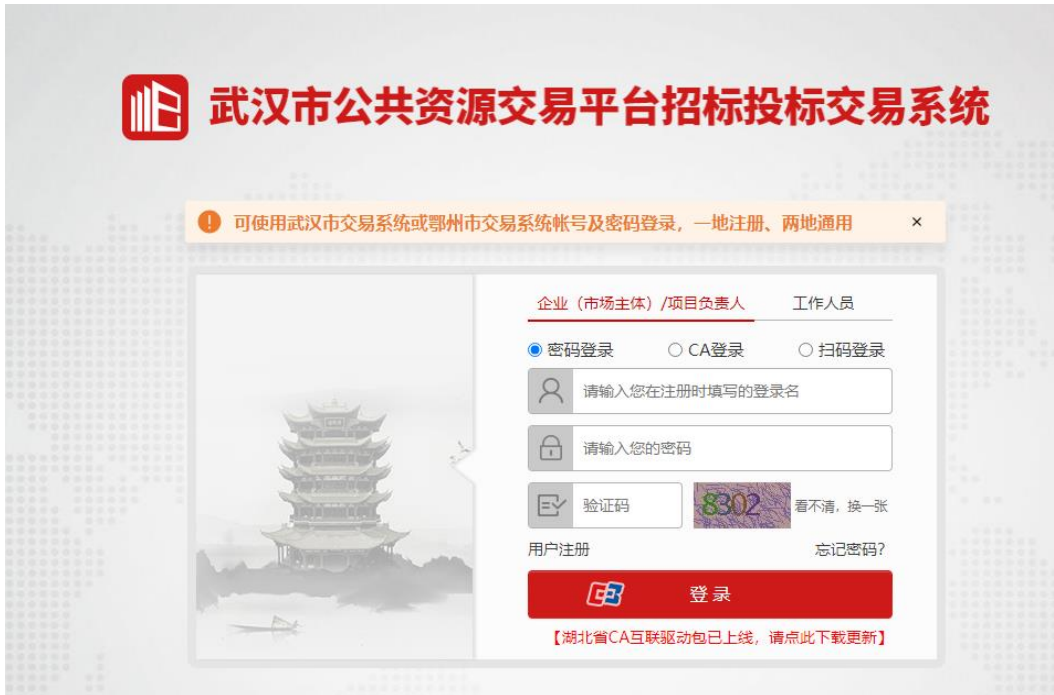 武汉市公共资源交易平台招标投标交易系统
可使用武汉市交易系统或鄂州市交易系统帐号及密码登录，一地注册、两地通用 ×
企业（市场主体）/项目负责人 工作人员
密码登录 CA登录 扫码登录
请输入您在注册时填写的登录名
请输入您的密码
验证码 8302 看不清，换一张
用户注册 忘记密码?
登录
【湖北省CA互联驱动包已上线，请点此下载更新】